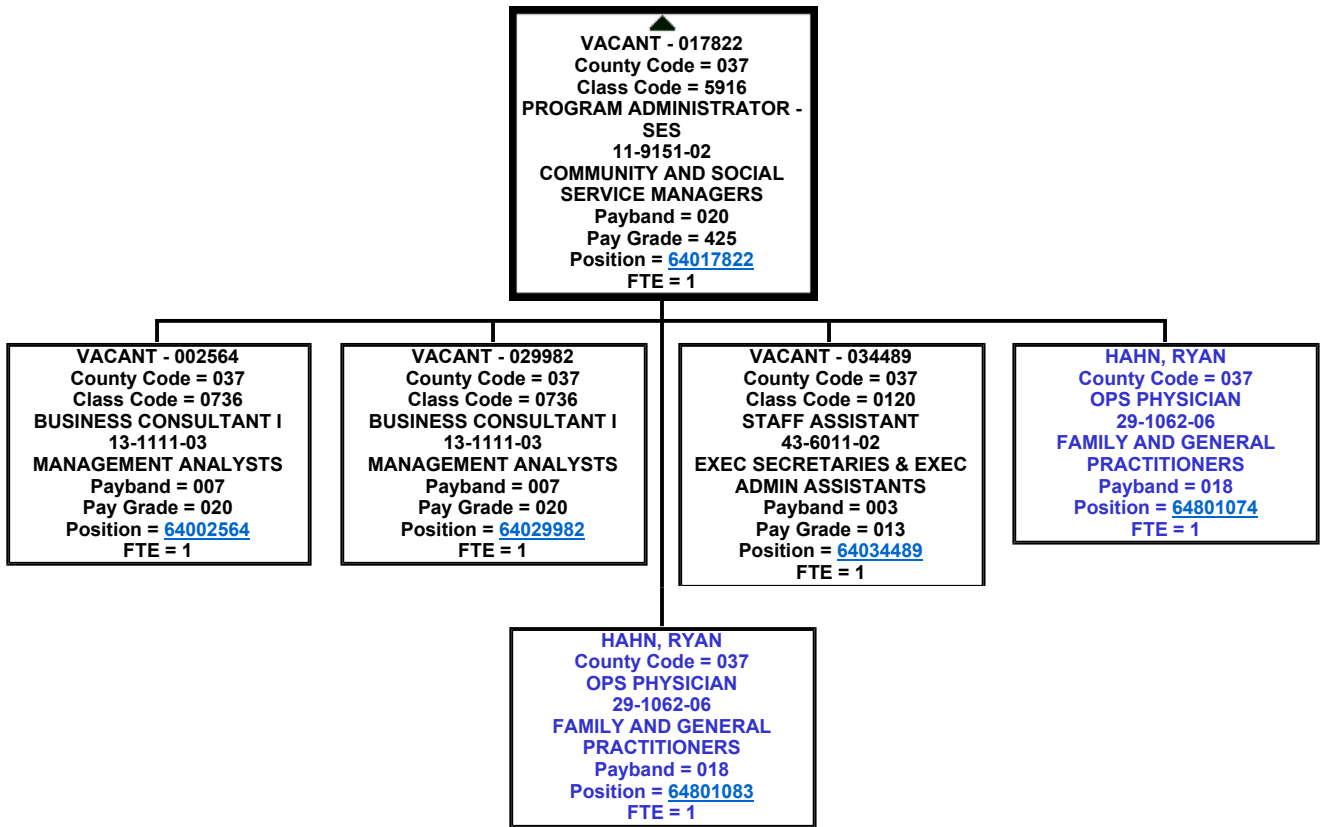 VACANT - 017822
County Code = 037
Class Code = 5916
PROGRAM ADMINISTRATOR -
SES
11-9151-02
COMMUNITY AND SOCIAL
SERVICE MANAGERS
Payband = 020
Pay Grade = 425
Position = 64017822
FTE = 1
VACANT - 002564
County Code = 037
Class Code = 0736
BUSINESS CONSULTANT I
13-1111-03
MANAGEMENT ANALYSTS
Payband = 007
Pay Grade = 020
Position = 64002564
FTE = 1
VACANT - 029982
County Code = 037
Class Code = 0736
BUSINESS CONSULTANT I
13-1111-03
MANAGEMENT ANALYSTS
Payband = 007
Pay Grade = 020
Position = 64029982
FTE = 1
VACANT - 034489
County Code = 037
Class Code = 0120
STAFF ASSISTANT
43-6011-02
EXEC SECRETARIES & EXEC
ADMIN ASSISTANTS
Payband = 003
Pay Grade = 013
Position = 64034489
FTE = 1
HAHN, RYAN
County Code = 037
OPS PHYSICIAN
29-1062-06
FAMILY AND GENERAL
PRACTITIONERS
Payband = 018
Position = 64801074
FTE = 1
HAHN, RYAN
County Code = 037
OPS PHYSICIAN
29-1062-06
FAMILY AND GENERAL
PRACTITIONERS
Payband = 018
Position = 64801083
FTE = 1